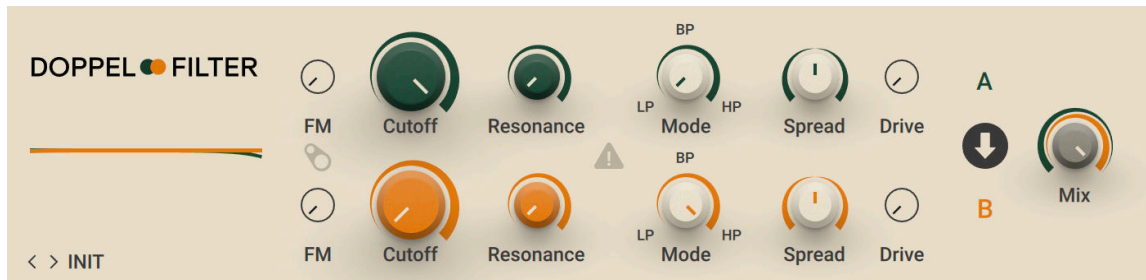 DOPPEL FILTER
BP
LP HP
FM Cutoff Resonance Mode Spread Drive
A
BP
Mix
B
LP HP
FM Cutoff Resonance Mode Spread Drive
< > INIT